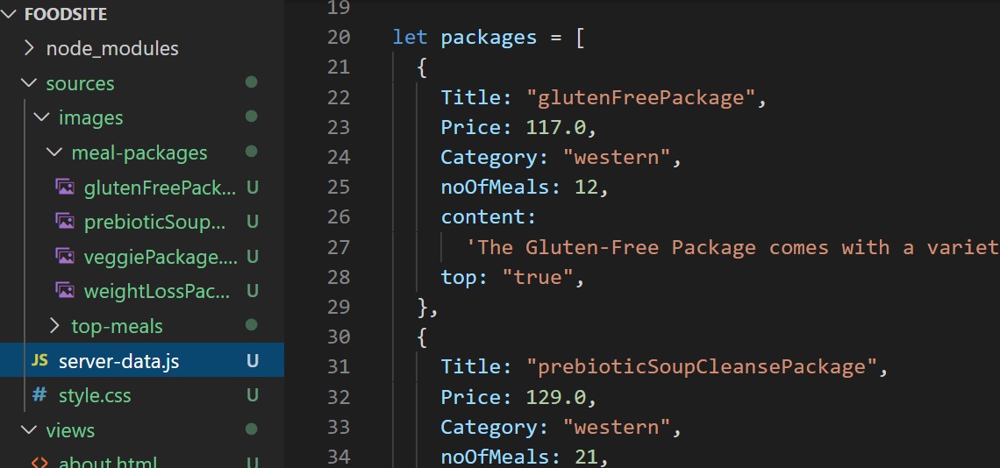 FOODSITE
node_modules
sources
images
meal-packages
glutenFreePack... U
prebioticSoup... U
veggiePackage.... U
weightLossPac... U
top-meals
JS server-data.js U
# style.css U
views
<> about.html U
19
20 let packages = [
21 {
22 Title: "glutenFreePackage",
23 Price: 117.0,
24 Category: "western",
25 noOfMeals: 12,
26 content:
27 'The Gluten-Free Package comes with a variet
28 top: "true",
29 },
30 {
31 Title: "prebioticSoupCleansePackage",
32 Price: 129.0,
33 Category: "western",
34 noOfMeals: 21,